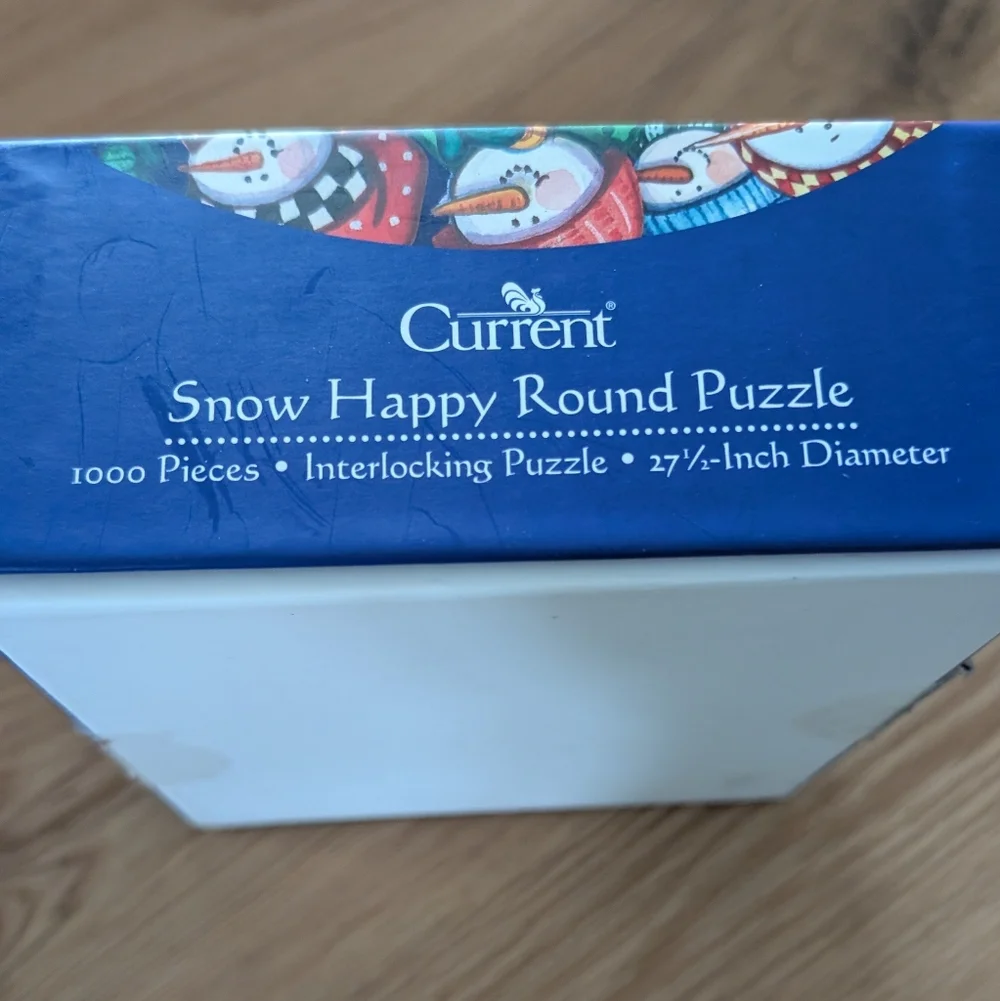 Current®
Snow Happy Round Puzzle
1000 Pieces • Interlocking Puzzle • 27½-Inch Diameter